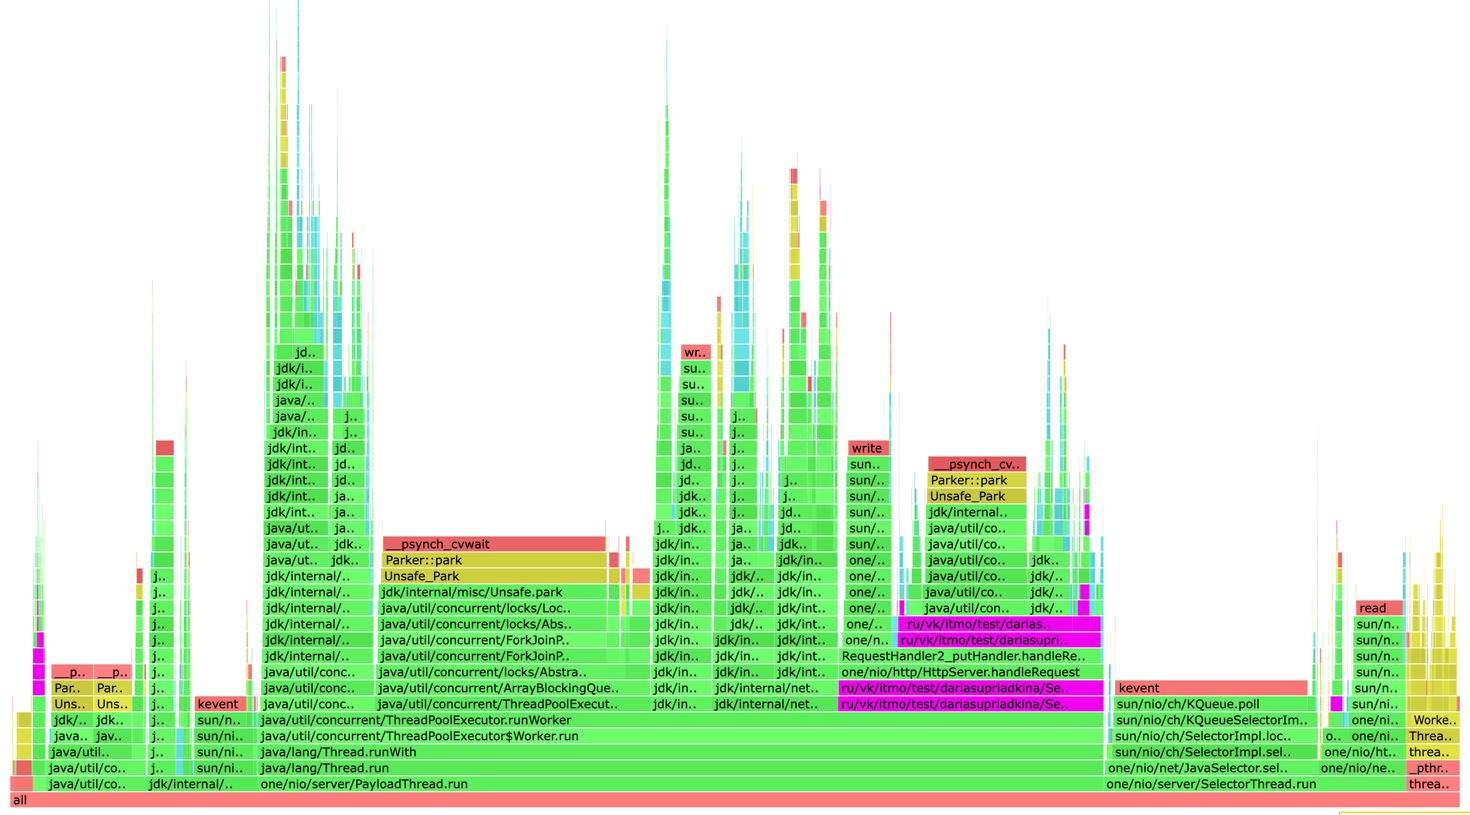 jd..
jdk/i..
jdk/i..
java/..
java/.. j..
jdk/in.. j..
jdk/int.. jd..
jdk/int.. jd..
jdk/int.. jd..
jdk/int.. ja..
jdk/int.. ja..
java/ut.. ja..
java/ut.. jdk..
java/ut.. jdk..
wr..
su..
su..
su..
su..
su..
ja..
jd..
jd..
jdk..
jdk..
j.. jdk..
j..
j..
j..
j..
j..
j..
j..
ja..
ja..
j..
j..
jd..
jd..
jdk..
write
sun..
sun/..
sun/..
sun/..
sun/..
sun/..
one/..
one/..
one/..
one/..
one/..
one/n..
__psynch_cv..
Parker::park
Unsafe_Park
jdk/internal..
java/util/co..
java/util/co..
java/util/co.. jdk..
java/util/co.. jdk/..
java/util/co.. jdk/..
java/util/con.. jdk/..
__psynch_cvwait
Parker::park
Unsafe_Park
jdk/internal/.. jdk/internal/misc/Unsafe.park jdk/in.. jdk/.. jdk/int..
jdk/internal/.. java/util/concurrent/locks/Loc.. jdk/in.. jdk/.. jdk/int..
jdk/internal/.. java/util/concurrent/locks/Abs.. jdk/in.. jdk/.. jdk/int.. ru/vk/itmo/test/darias..
jdk/internal/.. java/util/concurrent/ForkJoinP.. jdk/in.. jdk/in.. jdk/int.. ru/vk/itmo/test/dariasupri..
jdk/internal/.. java/util/concurrent/ForkJoinP.. jdk/in.. jdk/in.. jdk/int.. RequestHandler2_putHandler.handleRe..
__p.. __p.. java/util/conc.. java/util/concurrent/locks/Abstra.. jdk/in.. jdk/in.. jdk/int.. one/nio/http/HttpServer.handleRequest
Par.. Par.. java/util/conc.. java/util/concurrent/ArrayBlockingQue.. jdk/in.. jdk/internal/net.. ru/vk/itmo/test/dariasupriadkina/Se.. kevent
Uns.. Uns.. kevent java/util/conc.. java/util/concurrent/ThreadPoolExecut.. jdk/in.. jdk/internal/net.. ru/vk/itmo/test/dariasupriadkina/Se.. sun/nio/ch/KQueue.poll
read
sun/n..
sun/n..
sun/n..
sun/n..
sun/n..
sun/ni..
jdk/.. jdk.. j.. sun/n.. java/util/concurrent/ThreadPoolExecutor.runWorker sun/nio/ch/KQueueSelectorIm.. one/ni.. Worke..
java.. jav.. j.. sun/ni.. java/util/concurrent/ThreadPoolExecutor$Worker.run sun/nio/ch/SelectorImpl.loc.. o.. one/ni.. Threa..
java/util.. j.. sun/ni.. java/lang/Thread.runWith sun/nio/ch/SelectorImpl.sel.. one/nio/ht.. threa..
java/util/co.. j.. sun/ni.. java/lang/Thread.run one/nio/net/JavaSelector.sel.. one/nio/ne.. _pthr..
java/util/co.. jdk/internal/.. one/nio/server/PayloadThread.run one/nio/server/SelectorThread.run threa..
all